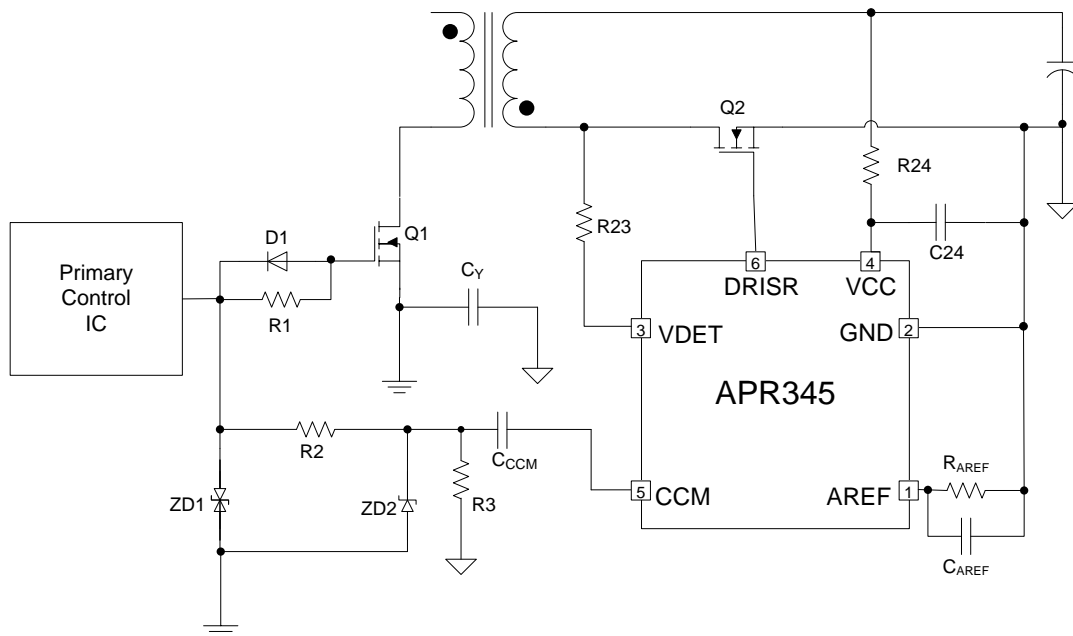 Q2
R24
R23
D1
Q1
C24
Primary
Control
IC
CY
6
4
DRISR
VCC
R1
3
VDET
GND
2
APR345
R2
CCCM
RAREF
ZD1
ZD2
R3
5
CCM
AREF
1
CAREF